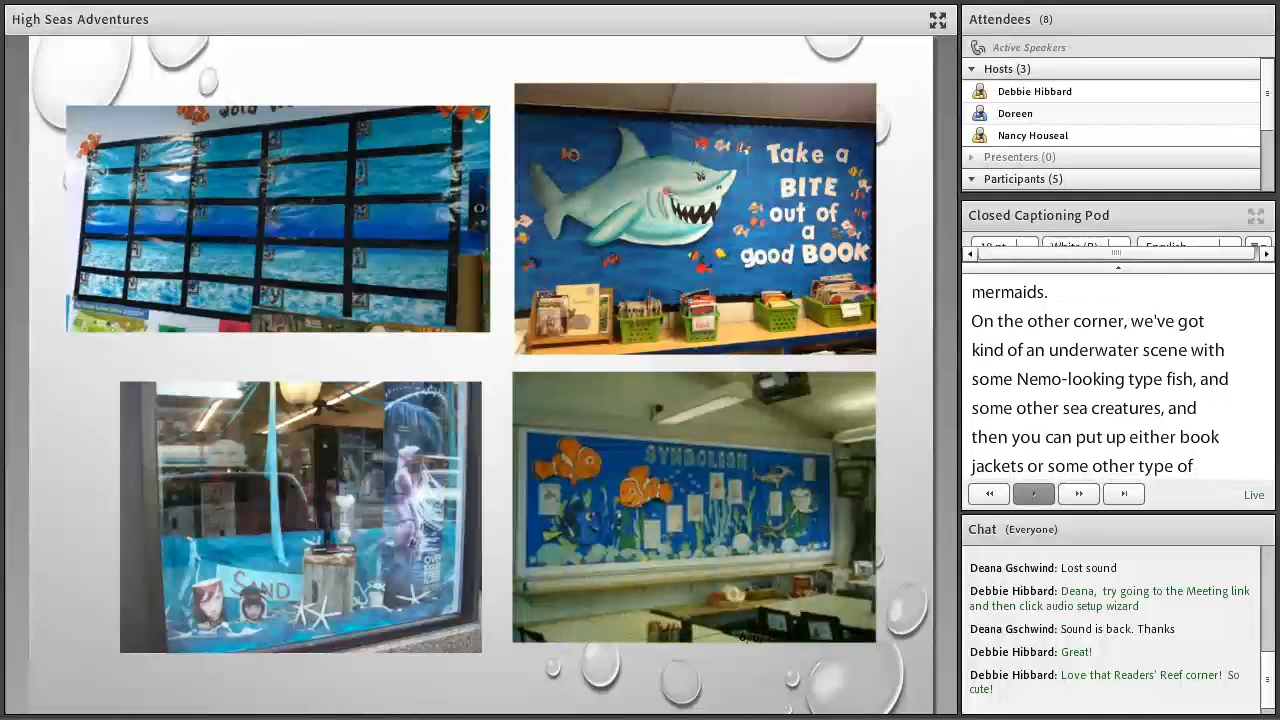 High Seas Adventures
Take a
BITE
out of
a
good BOOK
SYMBOLISM
SAND
Attendees (8)
Active Speakers
Hosts (3)
Debbie Hibbard
Doreen
Nancy Houseal
Presenters (0)
Participants (5)
Closed Captioning Pod
English
mermaids.
On the other corner, we've got
kind of an underwater scene with
some Nemo-looking type fish, and
some other sea creatures, and
then you can put up either book
jackets or some other type of
Live
Chat (Everyone)
Deana Gschwind: Lost sound
Debbie Hibbard: Deana, try going to the Meeting link
and then click audio setup wizard
Deana Gschwind: Sound is back. Thanks
Debbie Hibbard: Great!
Debbie Hibbard: Love that Readers' Reef corner! So
cute!